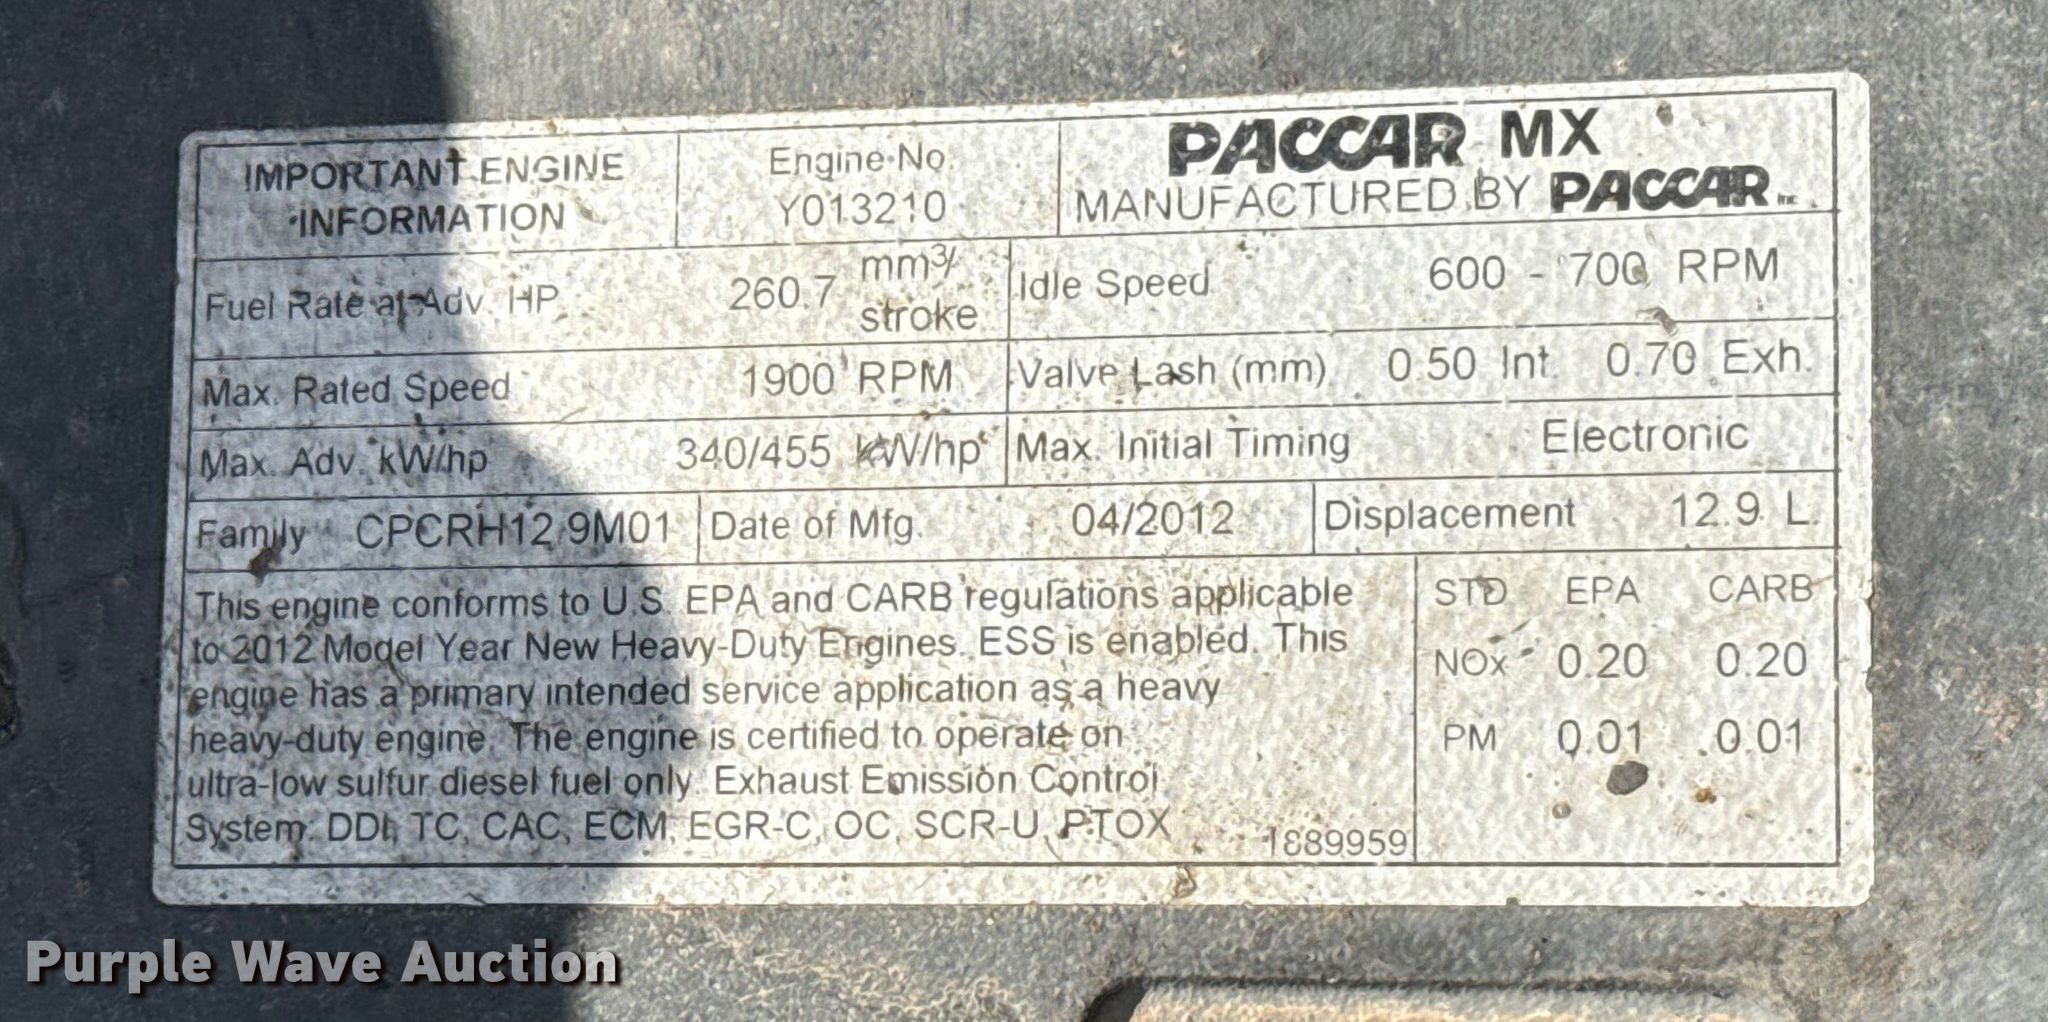 IMPORTANT ENGINE
INFORMATION
Engine No.
Y013210
PACCAR MX
MANUFACTURED BY PACCAR Inc.
Fuel Rate at Adv. HP 260.7 mm3/
stroke
Idle Speed 600 - 700 RPM
Max. Rated Speed 1900 RPM
Valve Lash (mm) 0.50 Int. 0.70 Exh.
Max. Adv. kW/hp 340/455 kW/hp
Max. Initial Timing Electronic
Family CPCRH12.9M01
Date of Mfg. 04/2012
Displacement 12.9 L.
This engine conforms to U.S. EPA and CARB regulations applicable
to 2012 Model Year New Heavy-Duty Engines. ESS is enabled. This
engine has a primary intended service application as a heavy
heavy-duty engine. The engine is certified to operate on
ultra-low sulfur diesel fuel only. Exhaust Emission Control
System: DDI, TC, CAC, ECM, EGR-C, OC, SCR-U, PTOX
1889959
STD EPA CARB
NOx 0.20 0.20
PM 0.01 0.01
Purple Wave Auction